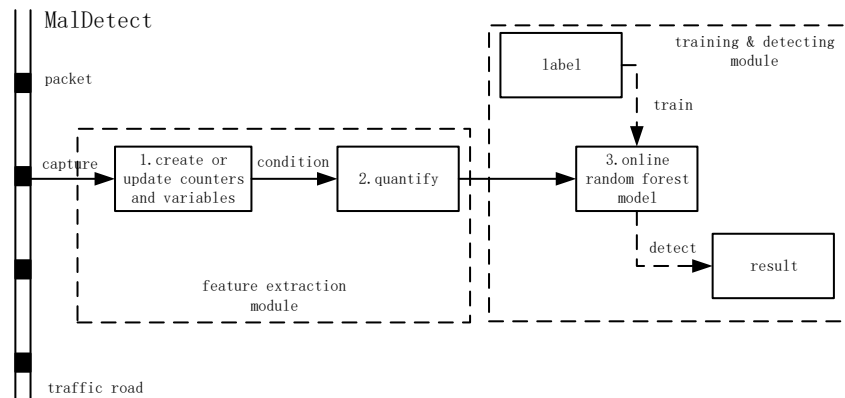 MalDetect
packet
capture
1.create or
update counters
and variables
condition
2.quantify
feature extraction
module
training & detecting
module
label
train
3.online
random forest
model
detect
result
traffic road